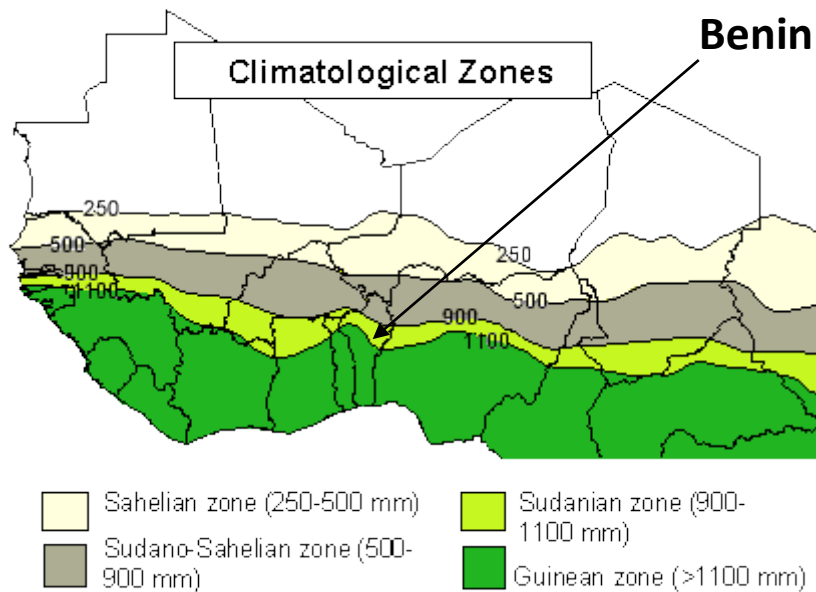 Benin
Climatological Zones
250
500
900
1100
250
500
900
1100
Sahelian zone (250-500 mm)
Sudano-Sahelian zone (500-
900 mm)
Sudanian zone (900-
1100 mm)
Guinean zone (>1100 mm)